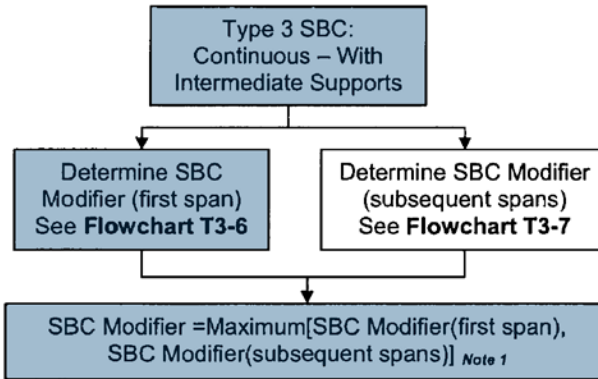 Type 3 SBC:
Continuous – With
Intermediate Supports
Determine SBC
Modifier (first span)
See Flowchart T3-6
Determine SBC Modifier
(subsequent spans)
See Flowchart T3-7
SBC Modifier =Maximum[SBC Modifier(first span),
SBC Modifier(subsequent spans)] Note 1